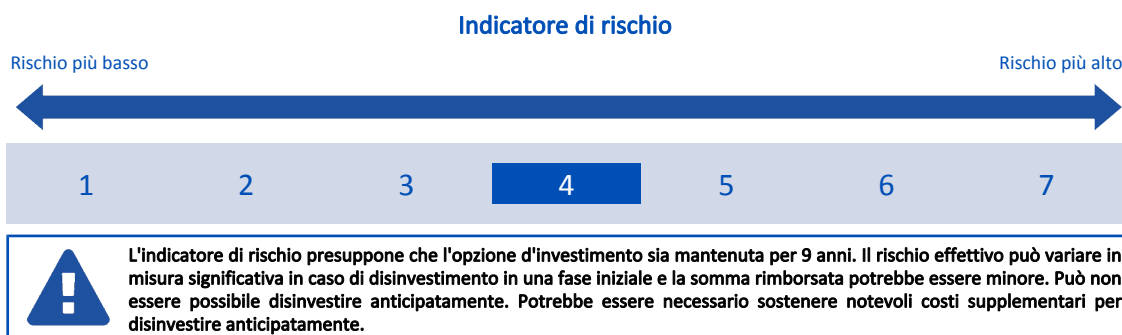 Indicatore di rischio
Rischio più basso
Rischio più alto
1 2 3 4 5 6 7
L'indicatore di rischio presuppone che l'opzione d'investimento sia mantenuta per 9 anni. Il rischio effettivo può variare in
misura significativa in caso di disinvestimento in una fase iniziale e la somma rimborsata potrebbe essere minore. Può non
essere possibile disinvestire anticipatamente. Potrebbe essere necessario sostenere notevoli costi supplementari per
disinvestire anticipatamente.